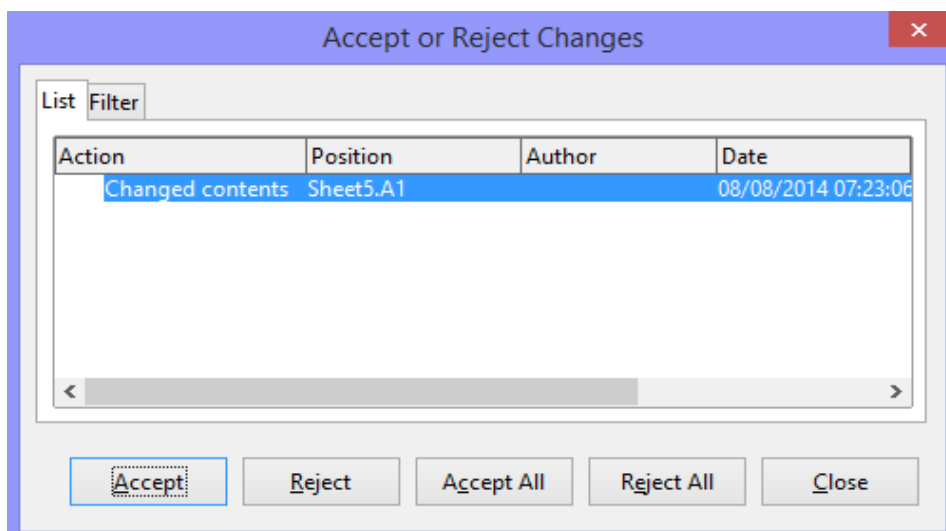 Accept or Reject Changes
List Filter
Action Position Author Date
Changed contents Sheet5.A1 08/08/2014 07:23:06
Accept Reject Accept All Reject All Close